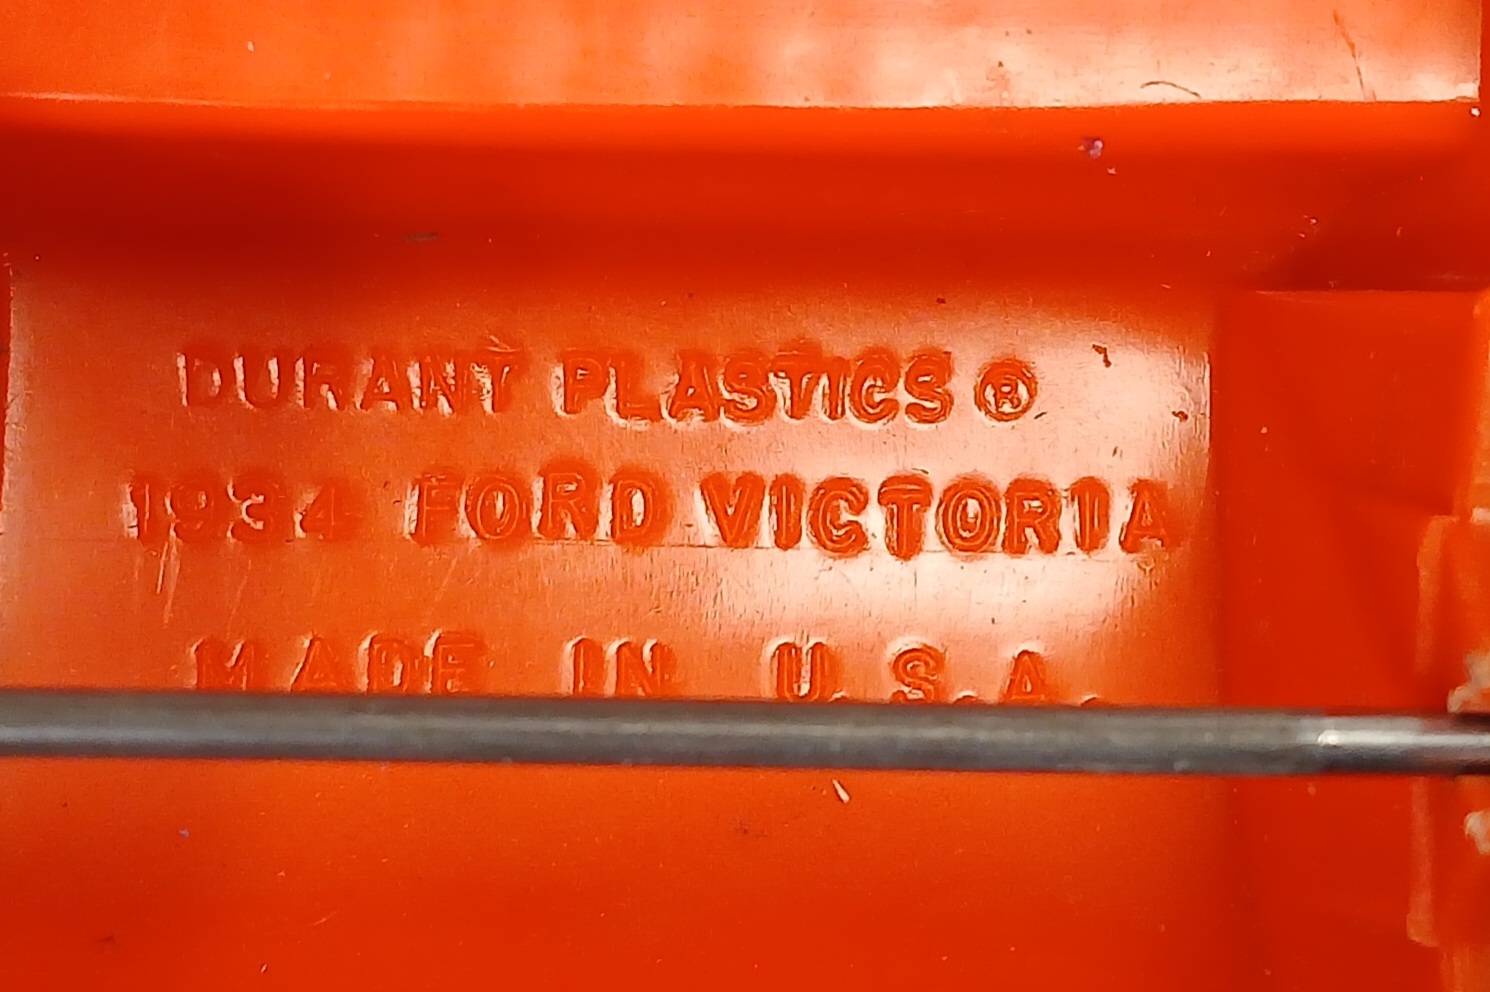 DURANT PLASTICS ®
1934 FORD VICTORIA
MADE IN U.S.A.